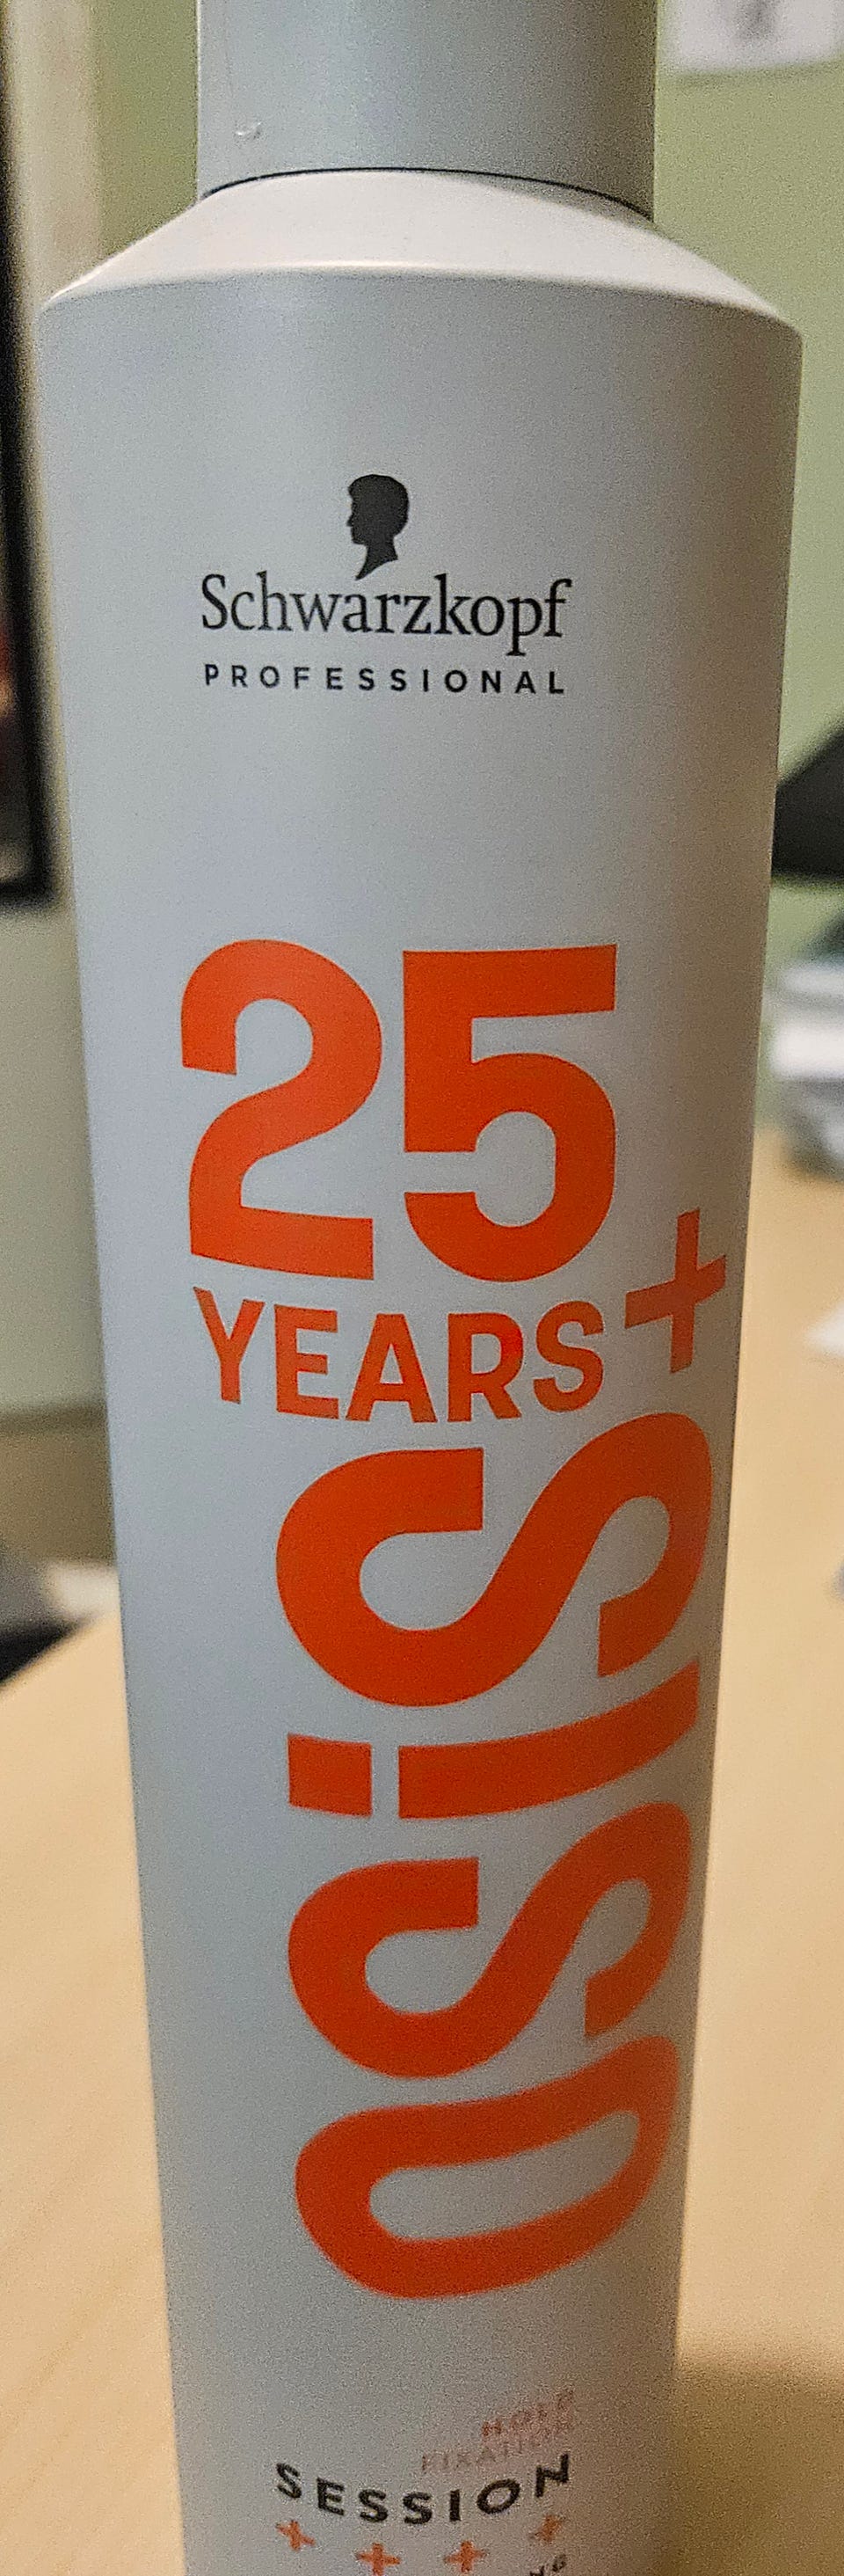 Schwarzkopf
PROFESSIONAL
25
YEARS
OSiS+
HOLD
FIXATION
SESSION
++++